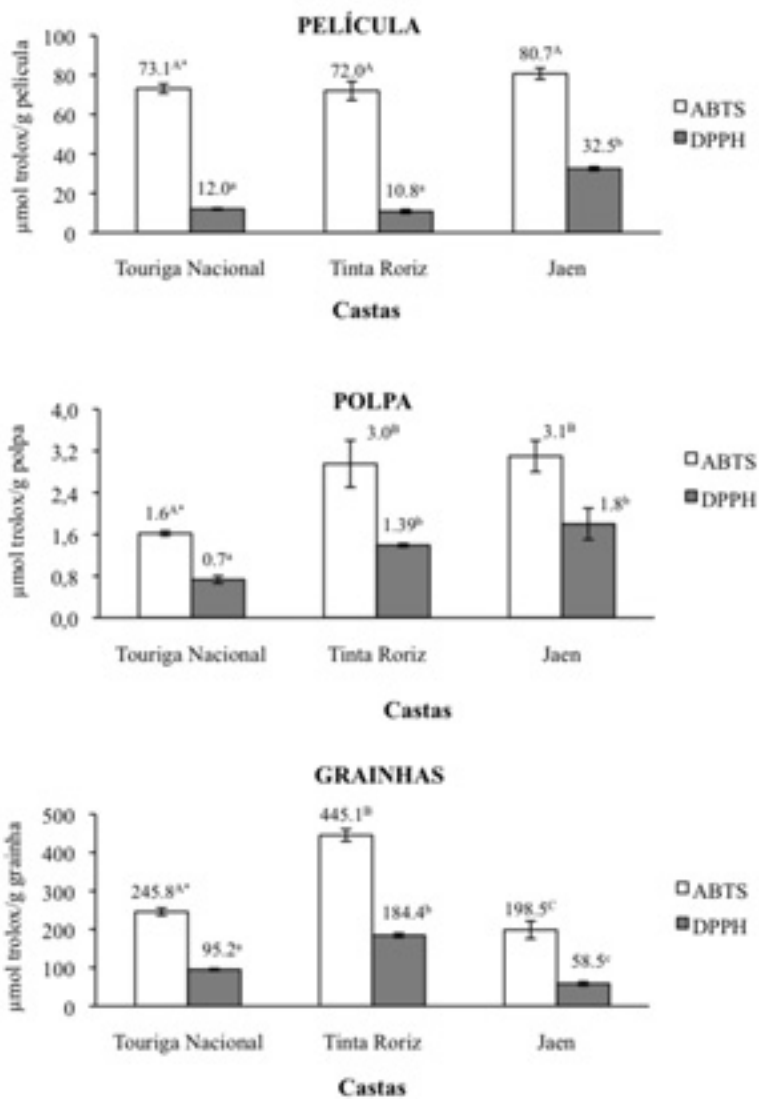 PELÍCULA
µmol trolox/g película
100
80
60
40
20
0
73.1A,*
12.0a
72.0A
10.8a
80.7A
32.5b
ABTS
DPPH
Touriga Nacional Tinta Roriz Jaen
Castas
POLPA
µmol trolox/g polpa
4,0
3,2
2,4
1,6
0,8
0,0
1.6A,*
0.7a
3.0B
1.39b
3.1B
1.8b
ABTS
DPPH
Touriga Nacional Tinta Roriz Jaen
Castas
GRAINHAS
µmol trolox/g grainha
500
400
300
200
100
0
245.8A,*
95.2a
445.1B
184.4b
198.5C
58.5c
ABTS
DPPH
Touriga Nacional Tinta Roriz Jaen
Castas